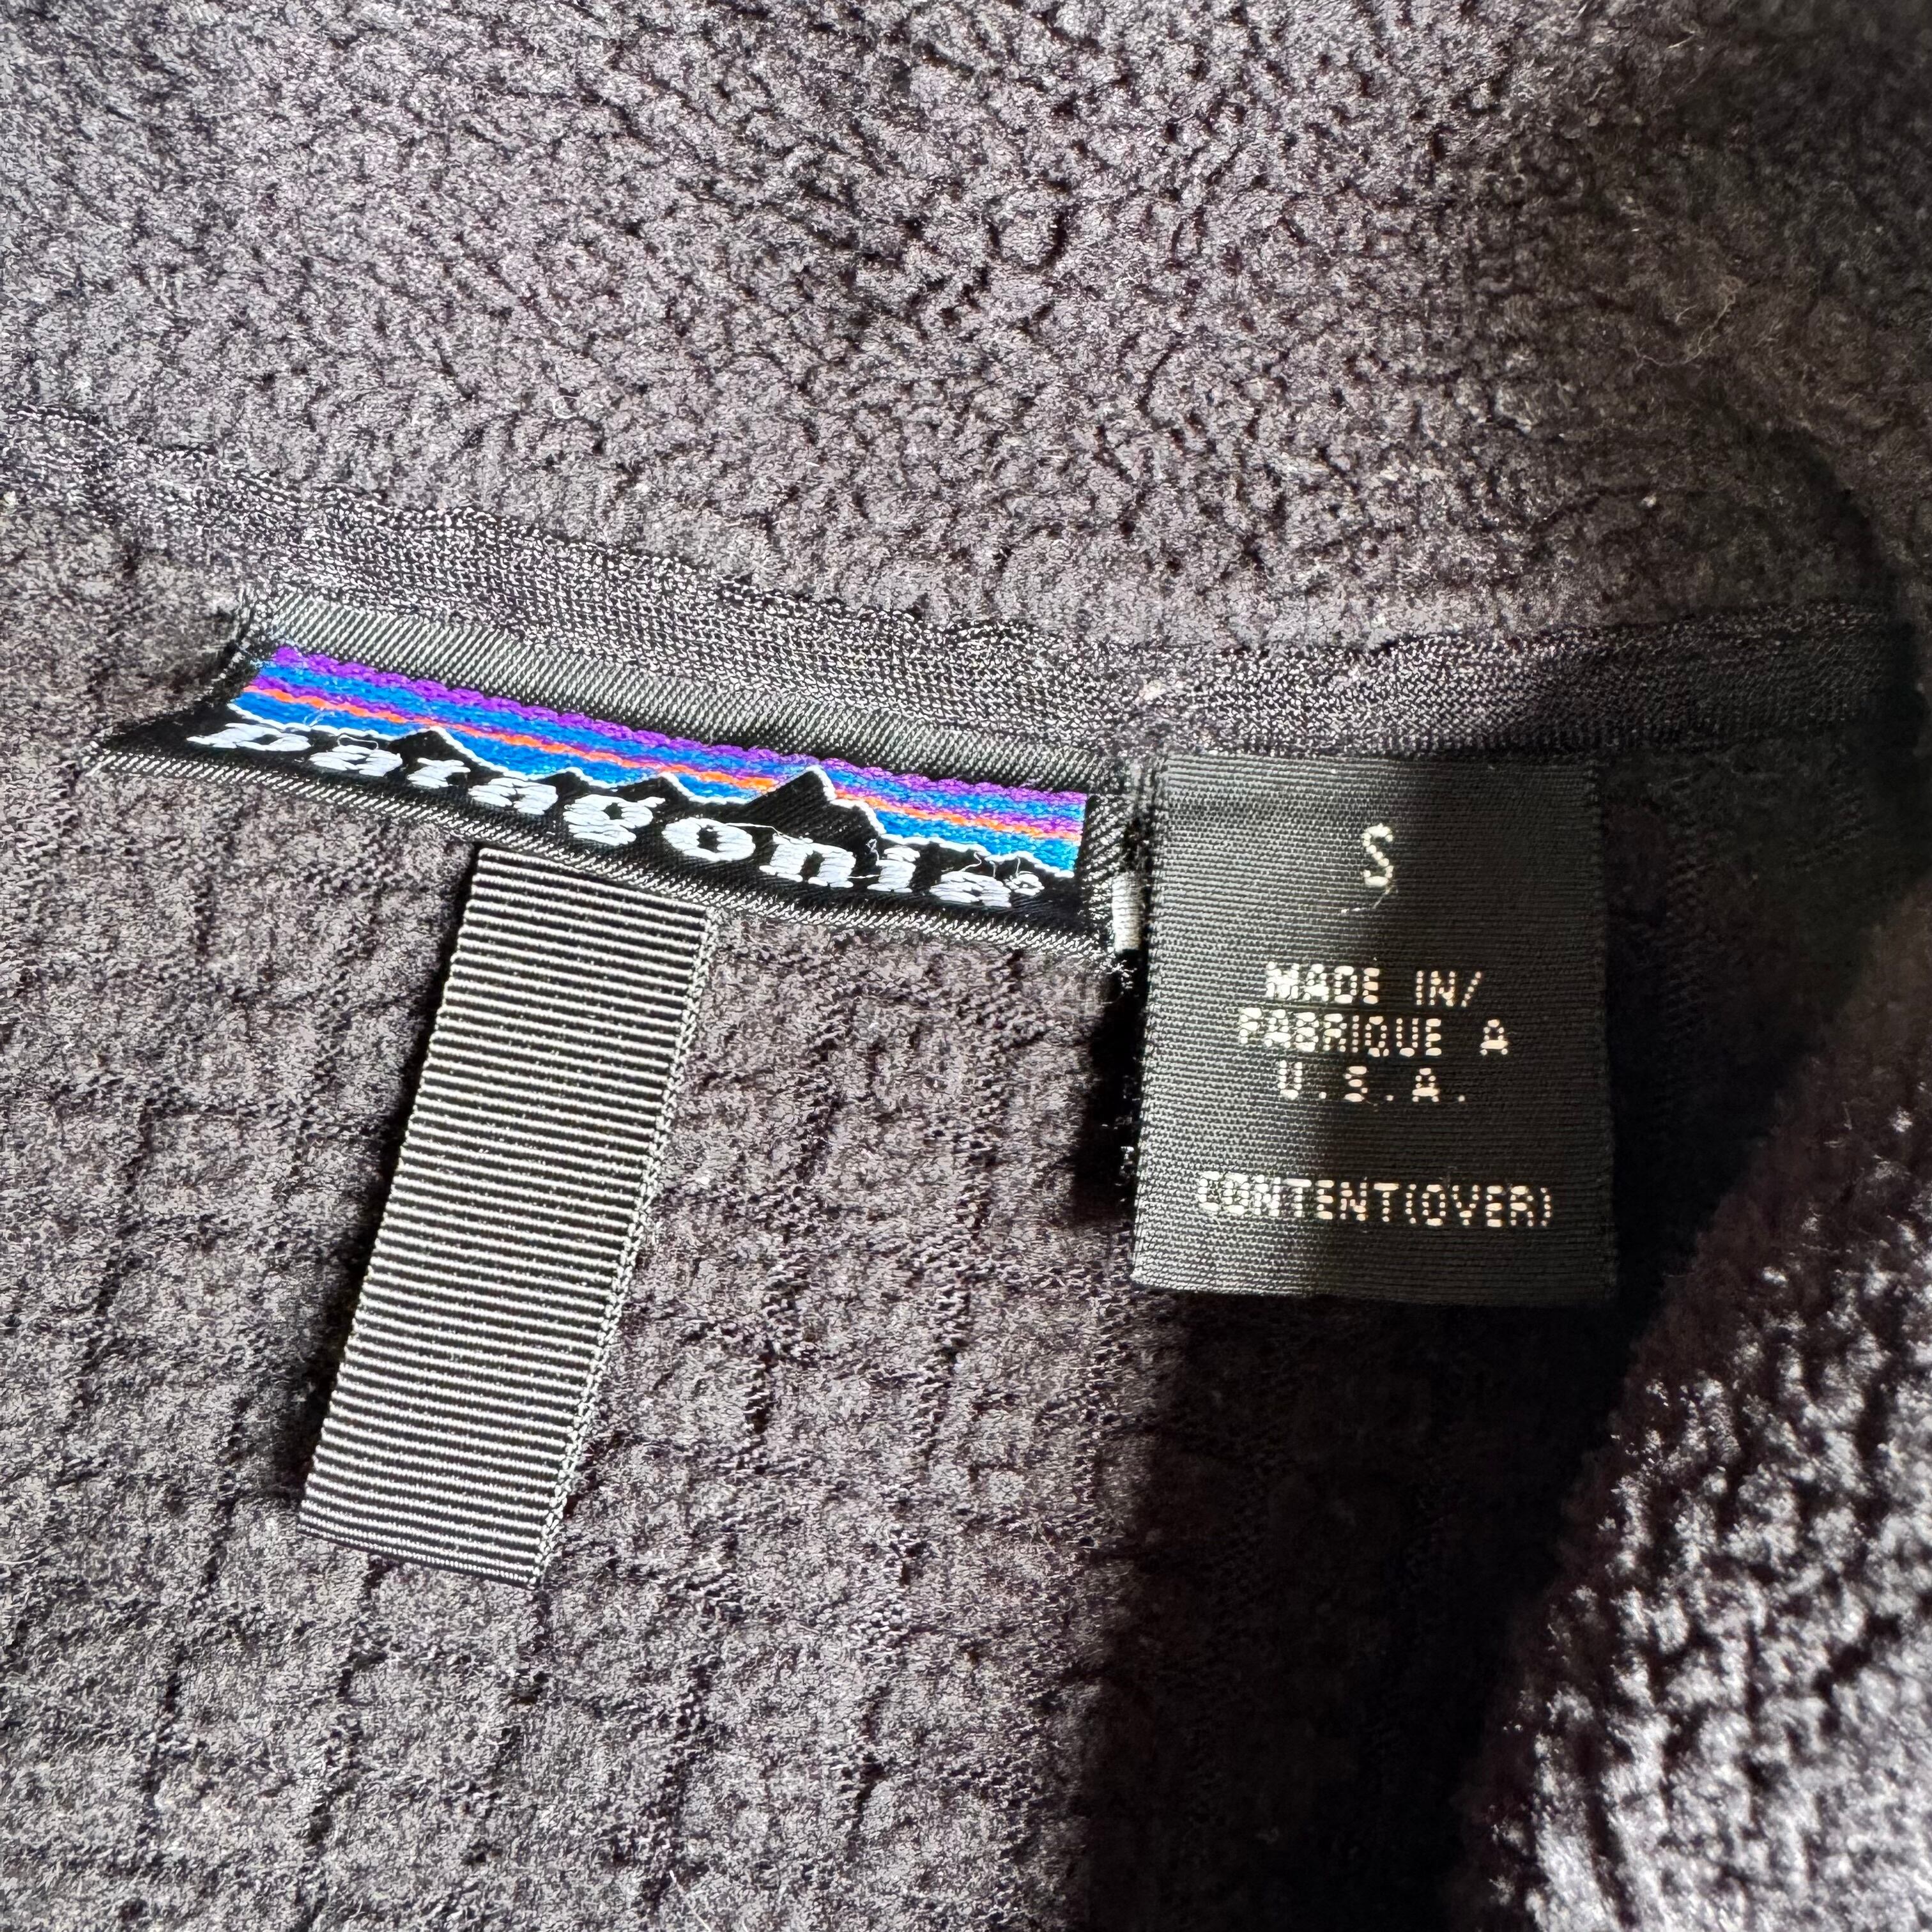 patagonia®
S
MADE IN/
FABRIQUE A
U.S.A.
CONTENT(OVER)